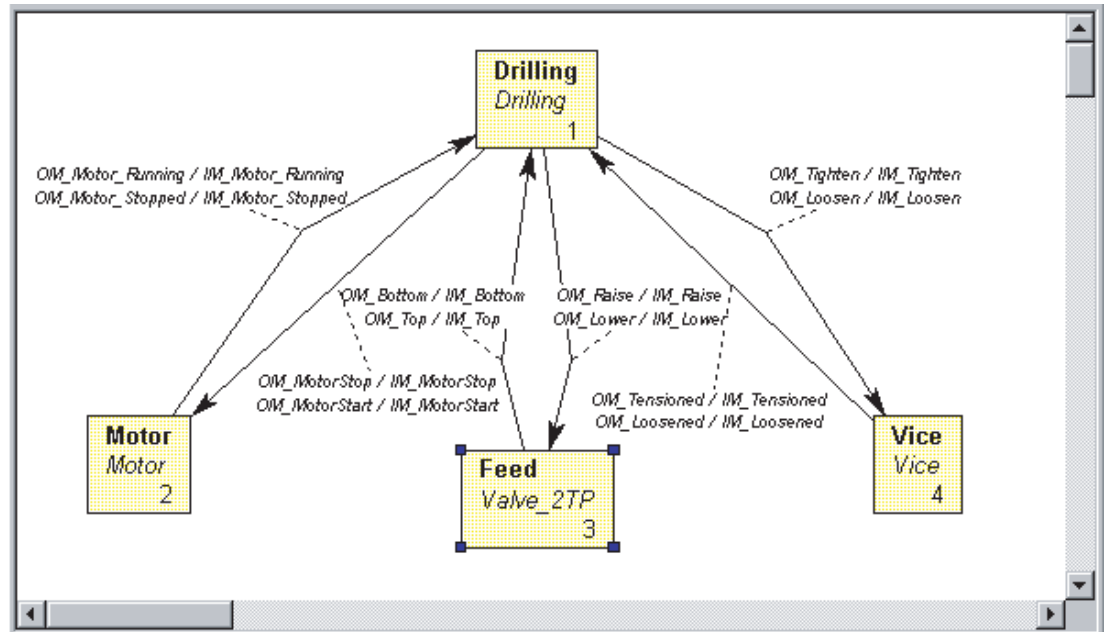 Drilling
Drilling
1
OM_Motor_Running / IM_Motor_Running
OM_Motor_Stopped / IM_Motor_Stopped
OM_Tighten / IM_Tighten
OM_Loosen / IM_Loosen
OM_Bottom / IM_Bottom
OM_Top / IM_Top
OM_Raise / IM_Raise
OM_Lower / IM_Lower
OM_MotorStop / IM_MotorStop
OM_MotorStart / IM_MotorStart
OM_Tensioned / IM_Tensioned
OM_Loosened / IM_Loosened
Motor
Motor
2
Feed
Valve_2TP
3
Vice
Vice
4